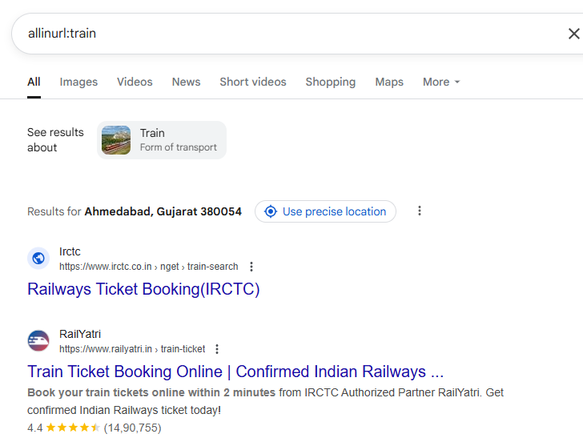 allinurl:train
All Images Videos News Short videos Shopping Maps More
See results about
Train
Form of transport
Results for Ahmedabad, Gujarat 380054 Use precise location
Irctc
https://www.irctc.co.in › nget › train-search
Railways Ticket Booking(IRCTC)
RailYatri
https://www.railyatri.in › train-ticket
Train Ticket Booking Online | Confirmed Indian Railways ...
Book your train tickets online within 2 minutes from IRCTC Authorized Partner RailYatri. Get
confirmed Indian Railways ticket today!
4.4 ★★★★★ (14,90,755)